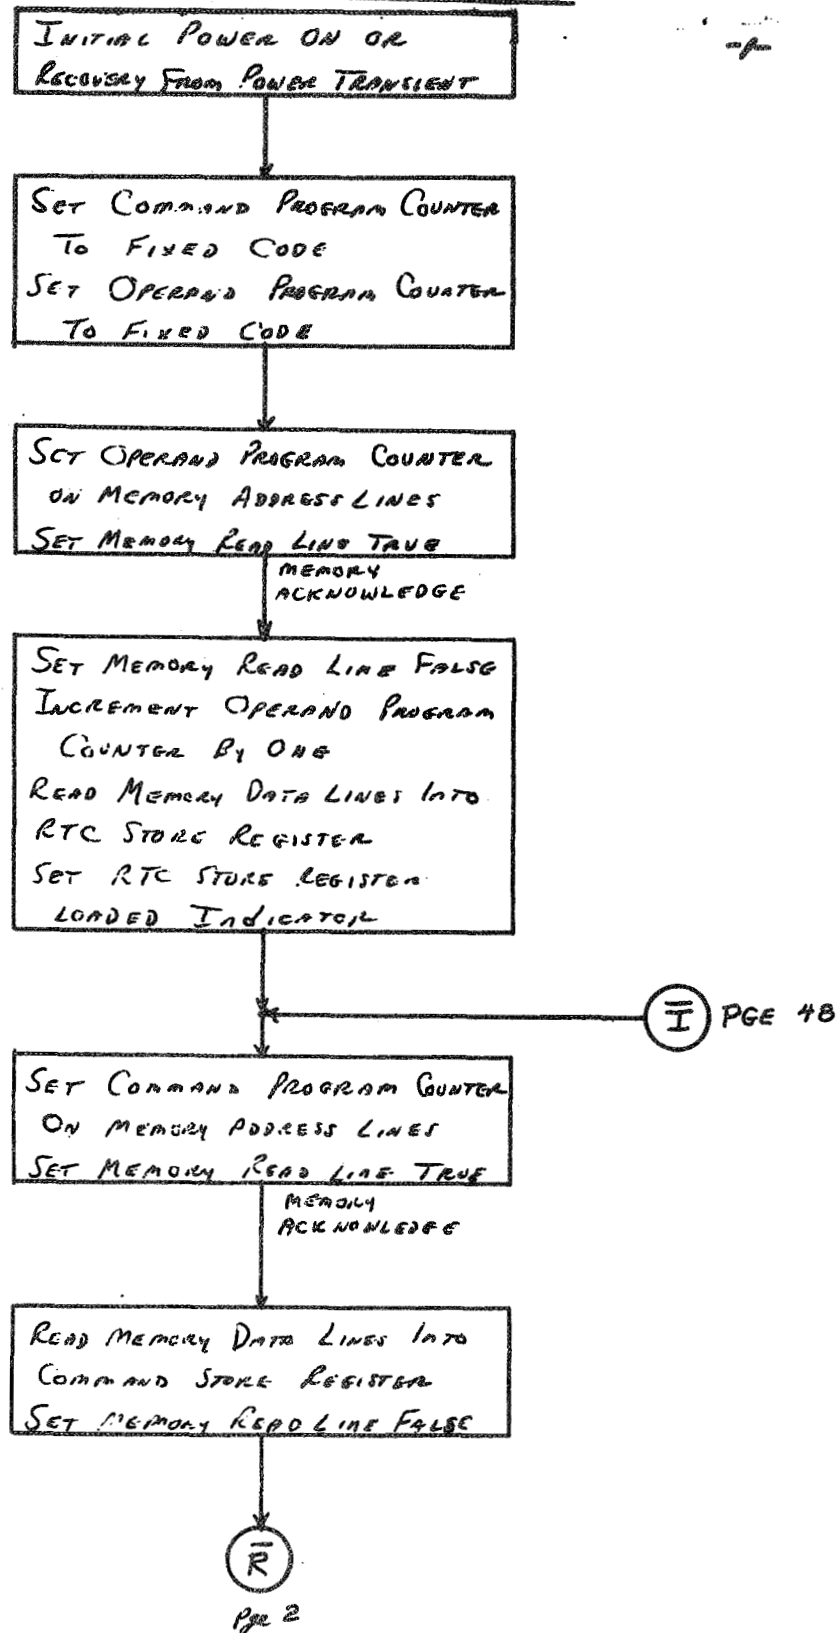 INITIAL POWER ON OR
RECOVERY FROM POWER TRANSIENT
SET COMMAND PROGRAM COUNTER
TO FIXED CODE
SET OPERAND PROGRAM COUNTER
TO FIXED CODE
SET OPERAND PROGRAM COUNTER
ON MEMORY ADDRESS LINES
SET MEMORY READ LINE TRUE
MEMORY
ACKNOWLEDGE
SET MEMORY READ LINE FALSE
INCREMENT OPERAND PROGRAM
COUNTER BY ONE
READ MEMORY DATA LINES INTO
RTC STORE REGISTER
SET RTC STORE REGISTER
LOADED INDICATOR
I PGE 48
SET COMMAND PROGRAM COUNTER
ON MEMORY ADDRESS LINES
SET MEMORY READ LINE TRUE
MEMORY
ACKNOWLEDGE
READ MEMORY DATA LINES INTO
COMMAND STORE REGISTER
SET MEMORY READ LINE FALSE
R
Pge 2